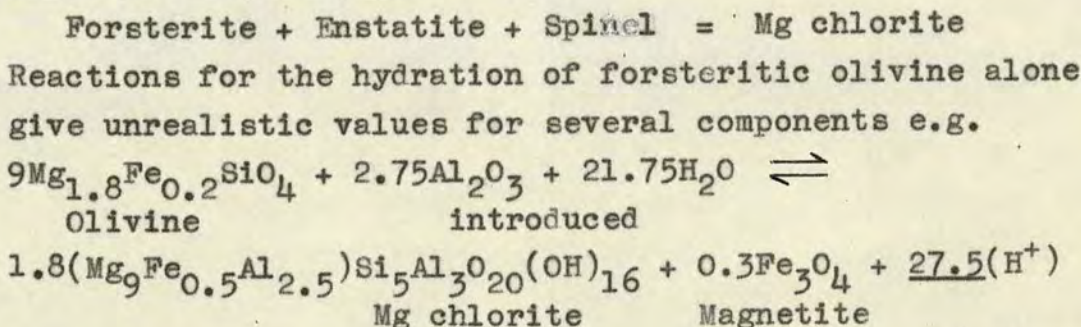 Forsterite + Enstatite + Spinel = Mg chlorite
Reactions for the hydration of forsteritic olivine alone
give unrealistic values for several components e.g.
9Mg₁.₈Fe₀.₂SiO₄ + 2.75Al₂O₃ + 21.75H₂O ⇌
Olivine introduced
1.8(Mg₉Fe₀.₅Al₂.₅)Si₅Al₃O₂₀(OH)₁₆ + 0.3Fe₃O₄ + 27.5(H⁺)
Mg chlorite Magnetite